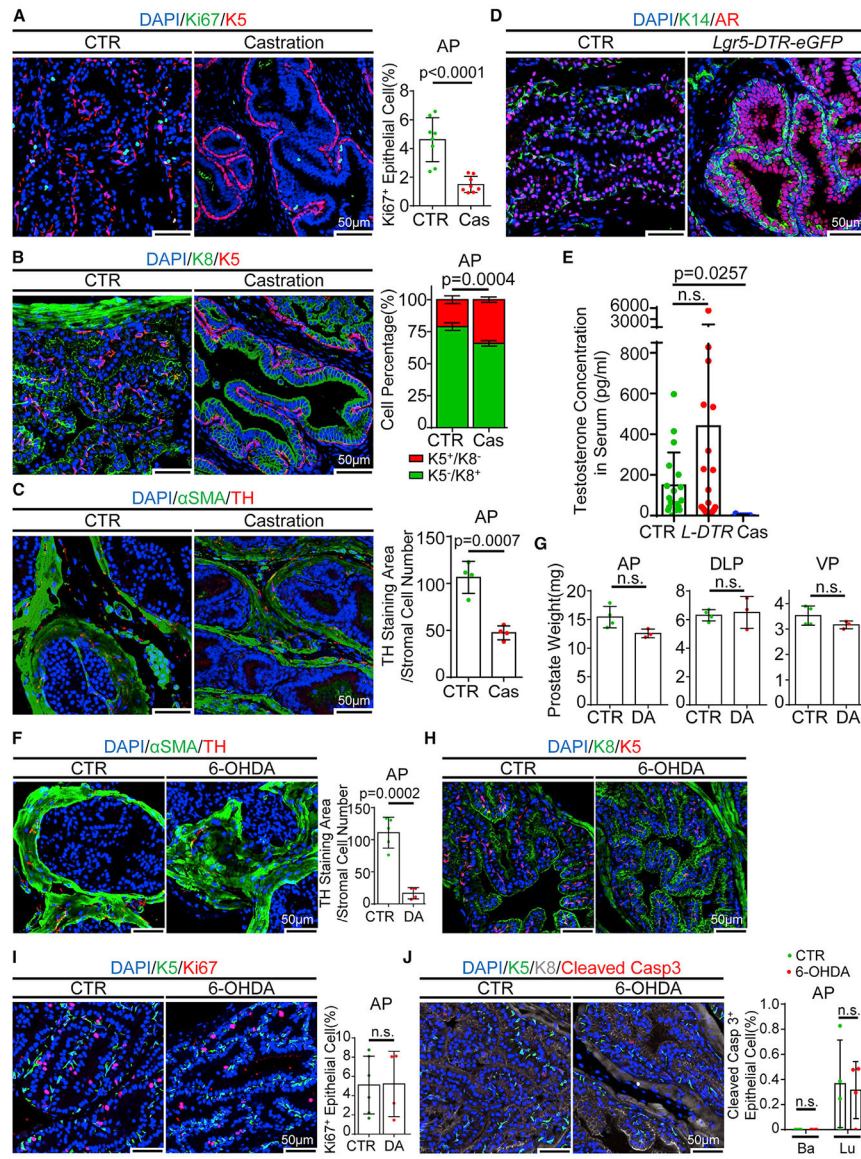 A
DAPI/Ki67/K5
CTR
Castration
50μm
AP
p<0.0001
Ki67+ Epithelial Cell(%)
8
6
4
2
0
CTR
Cas
D
DAPI/K14/AR
CTR
Lgr5-DTR-eGFP
50μm
B
DAPI/K8/K5
CTR
Castration
50μm
AP
p=0.0004
Cell Percentage(%)
100
75
50
25
0
CTR
Cas
K5+/K8-
K5-/K8+
E
p=0.0257
n.s.
Testosterone Concentration
in Serum (pg/ml)
6000
3000
800
600
400
200
0
CTR
L-DTR
Cas
C
DAPI/αSMA/TH
CTR
Castration
50μm
AP
p=0.0007
TH Staining Area
/Stromal Cell Number
150
100
50
0
CTR
Cas
G
Prostate Weight(mg)
AP
n.s.
20
15
10
5
0
CTR
DA
DLP
n.s.
8
6
4
2
0
CTR
DA
VP
n.s.
4
3
2
1
0
CTR
DA
F
DAPI/αSMA/TH
CTR
6-OHDA
50μm
AP
p=0.0002
TH Staining Area
/Stromal Cell Number
200
150
100
50
0
CTR
DA
H
DAPI/K8/K5
CTR
6-OHDA
50μm
I
DAPI/K5/Ki67
CTR
6-OHDA
50μm
AP
n.s.
Ki67+ Epithelial Cell(%)
10
8
6
4
2
0
CTR
DA
J
DAPI/K5/K8/Cleaved Casp3
CTR
6-OHDA
50μm
CTR
6-OHDA
AP
n.s.
n.s.
Cleaved Casp 3+
Epithelial Cell(%)
1.0
0.8
0.6
0.4
0.2
0.0
Ba
Lu